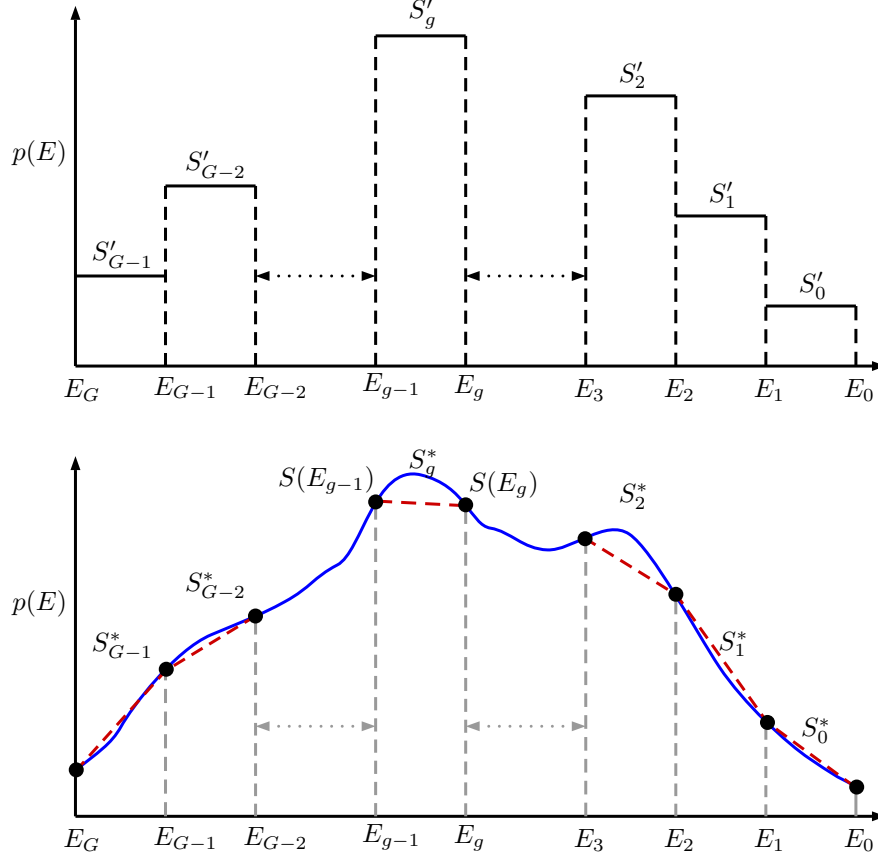 S′_g
S′_2
p(E)
S′_{G−2}
S′_1
S′_{G−1}
S′_0
E_G E_{G−1} E_{G−2} E_{g−1} E_g E_3 E_2 E_1 E_0
S*_g
S(E_{g−1}) S(E_g)
S*_2
S*_{G−2}
p(E)
S*_{G−1} S*_1
S*_0
E_G E_{G−1} E_{G−2} E_{g−1} E_g E_3 E_2 E_1 E_0